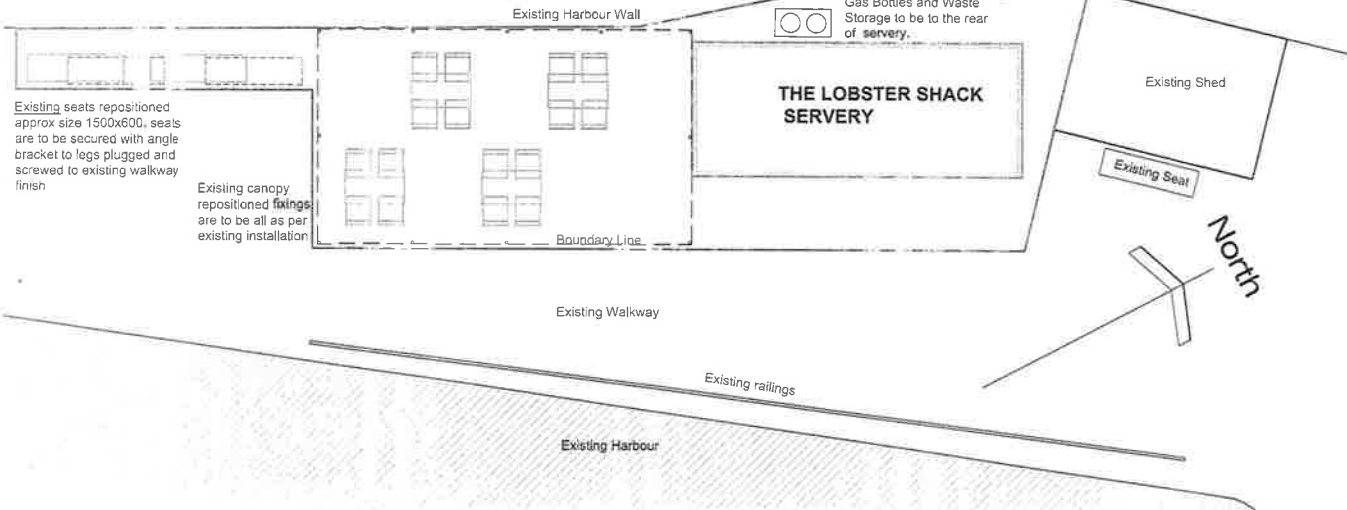 Existing Harbour Wall
Gas Bottles and Waste
Storage to be to the rear
of servery.
THE LOBSTER SHACK
SERVERY
Existing Shed
Existing Seat
Existing seats repositioned
approx size 1500x600, seats
are to be secured with angle
bracket to legs plugged and
screwed to existing walkway
finish
Existing canopy
repositioned fixings
are to be all as per
existing installation
Boundary Line
North
Existing Walkway
Existing railings
Existing Harbour